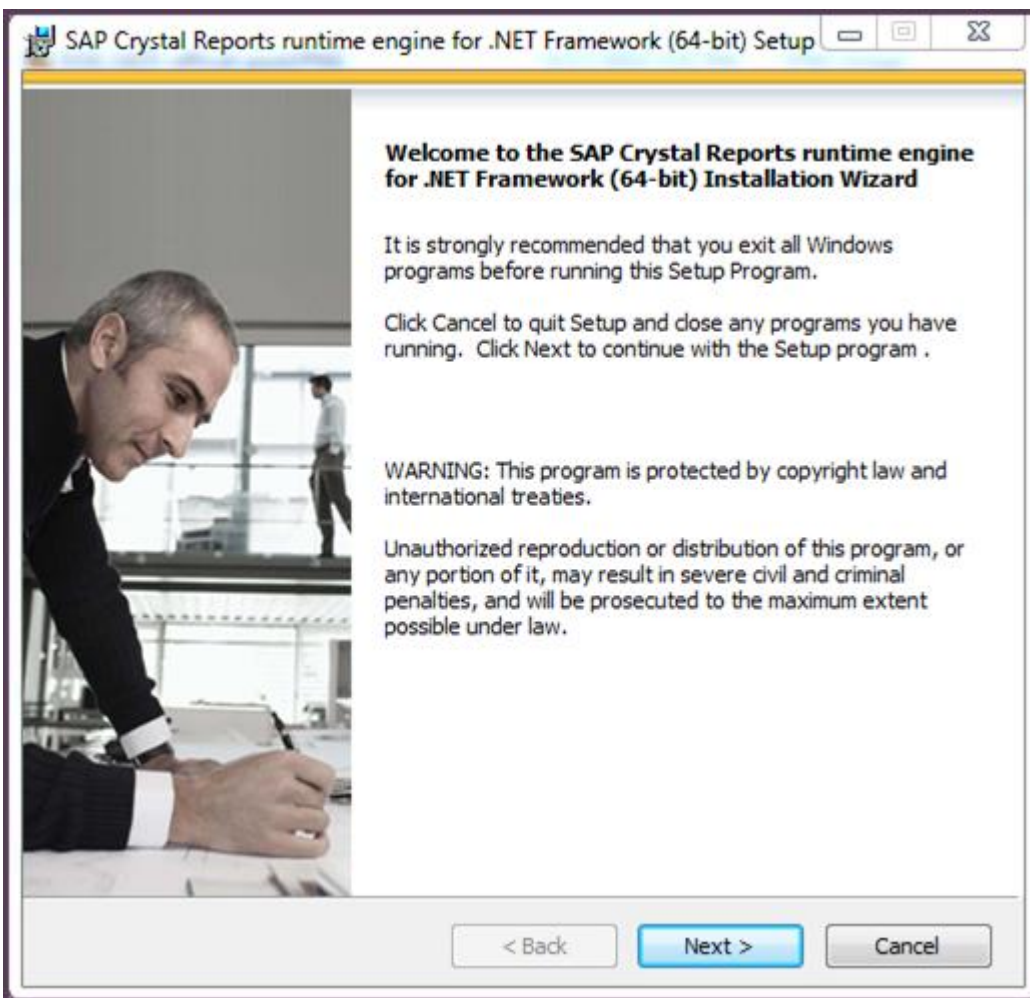 SAP Crystal Reports runtime engine for .NET Framework (64-bit) Setup
Welcome to the SAP Crystal Reports runtime engine
for .NET Framework (64-bit) Installation Wizard
It is strongly recommended that you exit all Windows
programs before running this Setup Program.
Click Cancel to quit Setup and close any programs you have
running.  Click Next to continue with the Setup program .
WARNING: This program is protected by copyright law and
international treaties.
Unauthorized reproduction or distribution of this program, or
any portion of it, may result in severe civil and criminal
penalties, and will be prosecuted to the maximum extent
possible under law.
< Back Next > Cancel